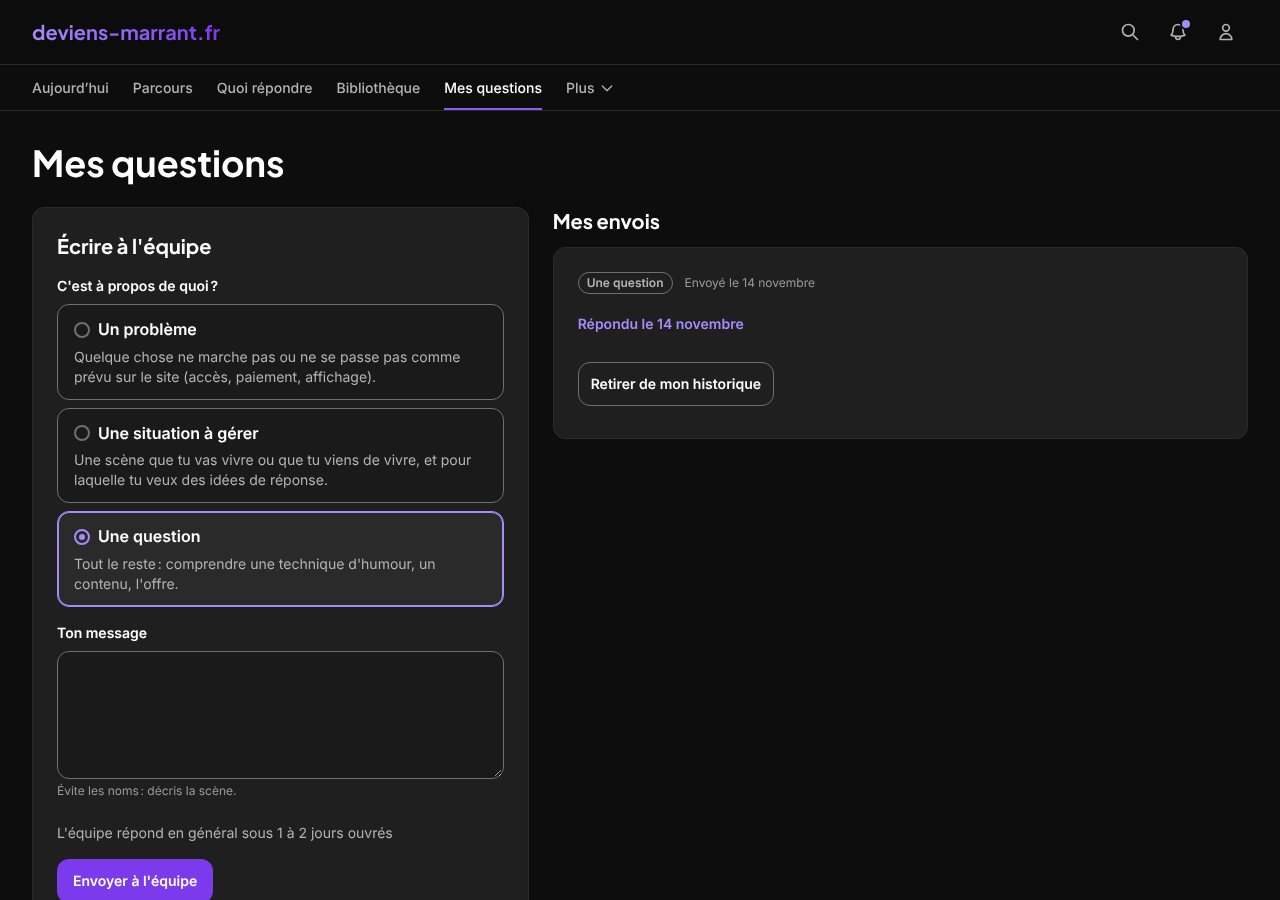 deviens-marrant.fr
Aujourd'hui
Parcours
Quoi répondre
Bibliothèque
Mes questions
Plus
Mes questions
Écrire à l'équipe
C'est à propos de quoi ?
Un problème
Quelque chose ne marche pas ou ne se passe pas comme
prévu sur le site (accès, paiement, affichage).
Une situation à gérer
Une scène que tu vas vivre ou que tu viens de vivre, et pour
laquelle tu veux des idées de réponse.
Une question
Tout le reste : comprendre une technique d'humour, un
contenu, l'offre.
Ton message
Évite les noms : décris la scène.
L'équipe répond en général sous 1 à 2 jours ouvrés
Envoyer à l'équipe
Mes envois
Une question
Envoyé le 14 novembre
Répondu le 14 novembre
Retirer de mon historique